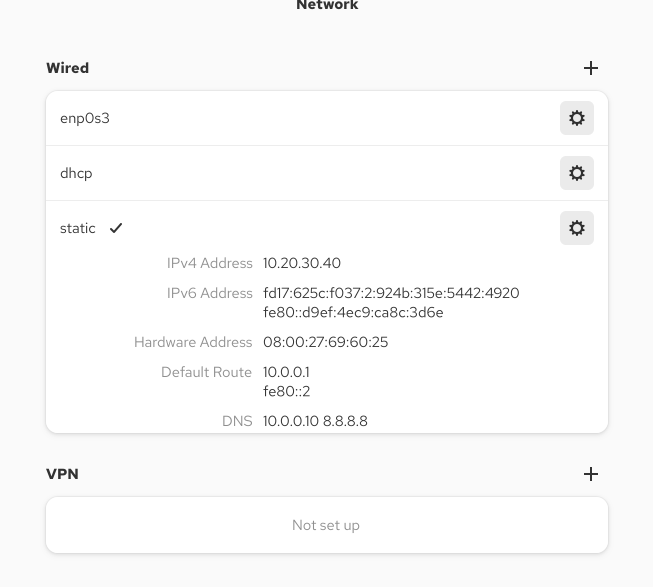 Network
Wired
enp0s3
dhcp
static
IPv4 Address 10.20.30.40
IPv6 Address fd17:625c:f037:2:924b:315e:5442:4920
fe80::d9ef:4ec9:ca8c:3d6e
Hardware Address 08:00:27:69:60:25
Default Route 10.0.0.1
fe80::2
DNS 10.0.0.10 8.8.8.8
VPN
Not set up